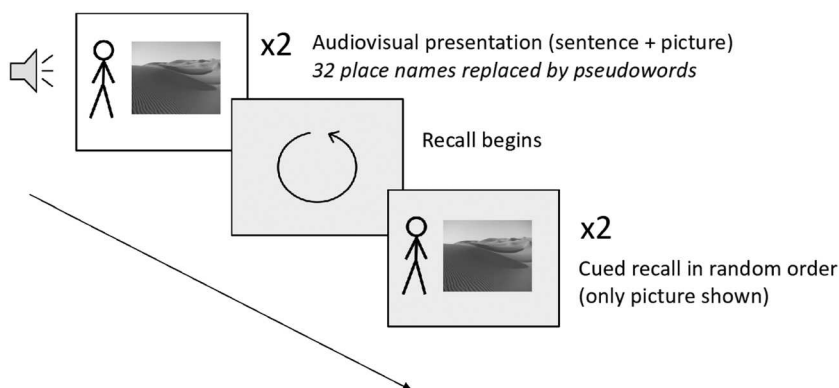 x2 Audiovisual presentation (sentence + picture)
32 place names replaced by pseudowords
Recall begins
x2
Cued recall in random order
(only picture shown)